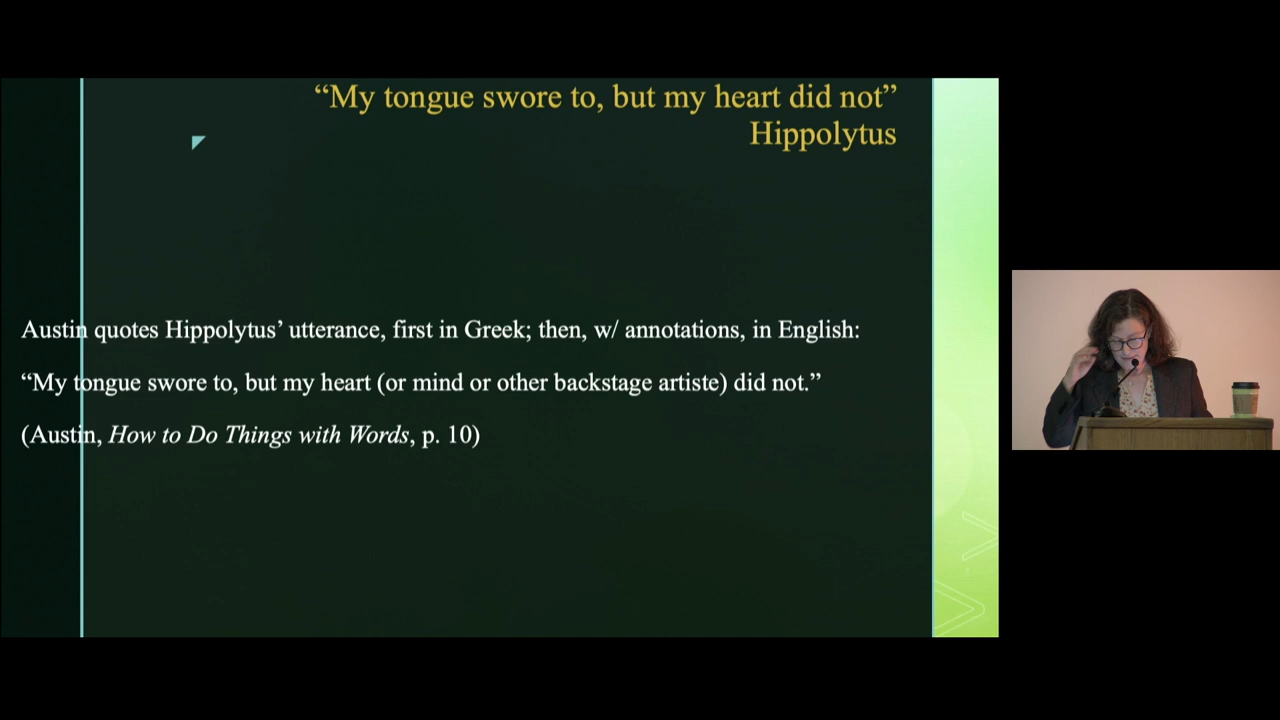 “My tongue swore to, but my heart did not”
Hippolytus
Austin quotes Hippolytus’ utterance, first in Greek; then, w/ annotations, in English:
“My tongue swore to, but my heart (or mind or other backstage artiste) did not.”
(Austin, How to Do Things with Words, p. 10)